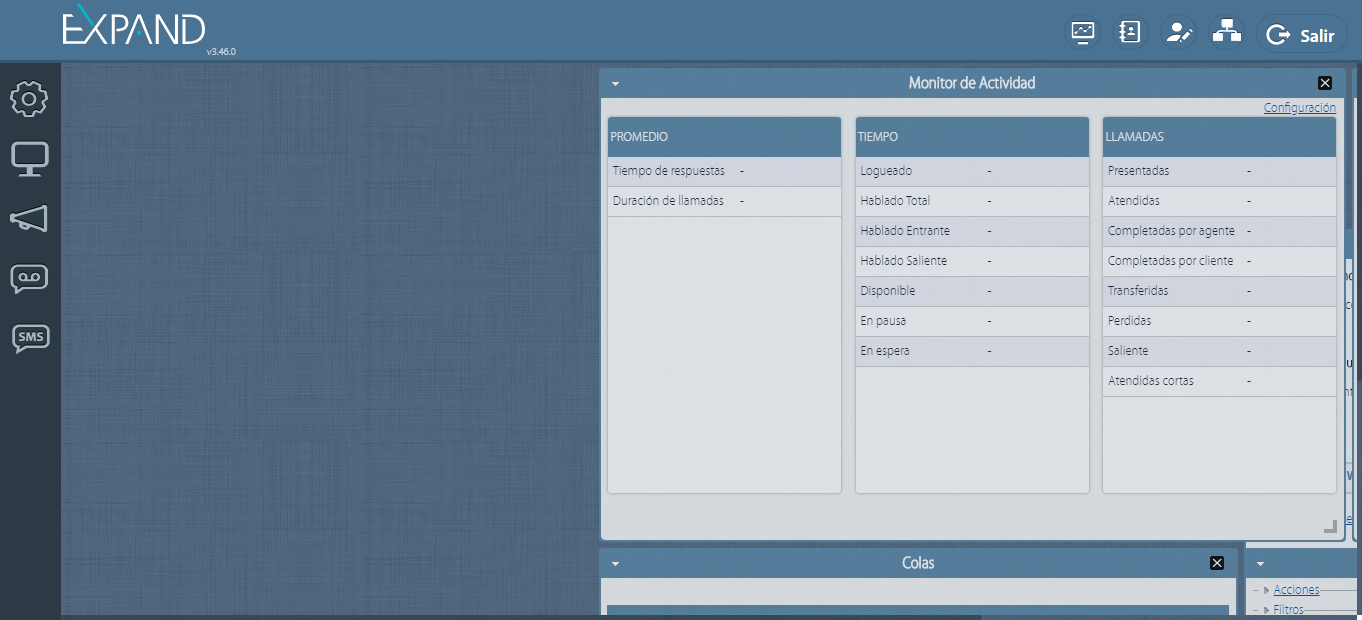 EXPAND
v3.46.0
Salir
SMS
Monitor de Actividad
Configuración
PROMEDIO
Tiempo de respuestas -
Duración de llamadas -
TIEMPO
Logueado -
Hablado Total -
Hablado Entrante -
Hablado Saliente -
Disponible -
En pausa -
En espera -
LLAMADAS
Presentadas -
Atendidas -
Completadas por agente -
Completadas por cliente -
Transferidas -
Perdidas -
Saliente -
Atendidas cortas -
Colas
Acciones
Filtros